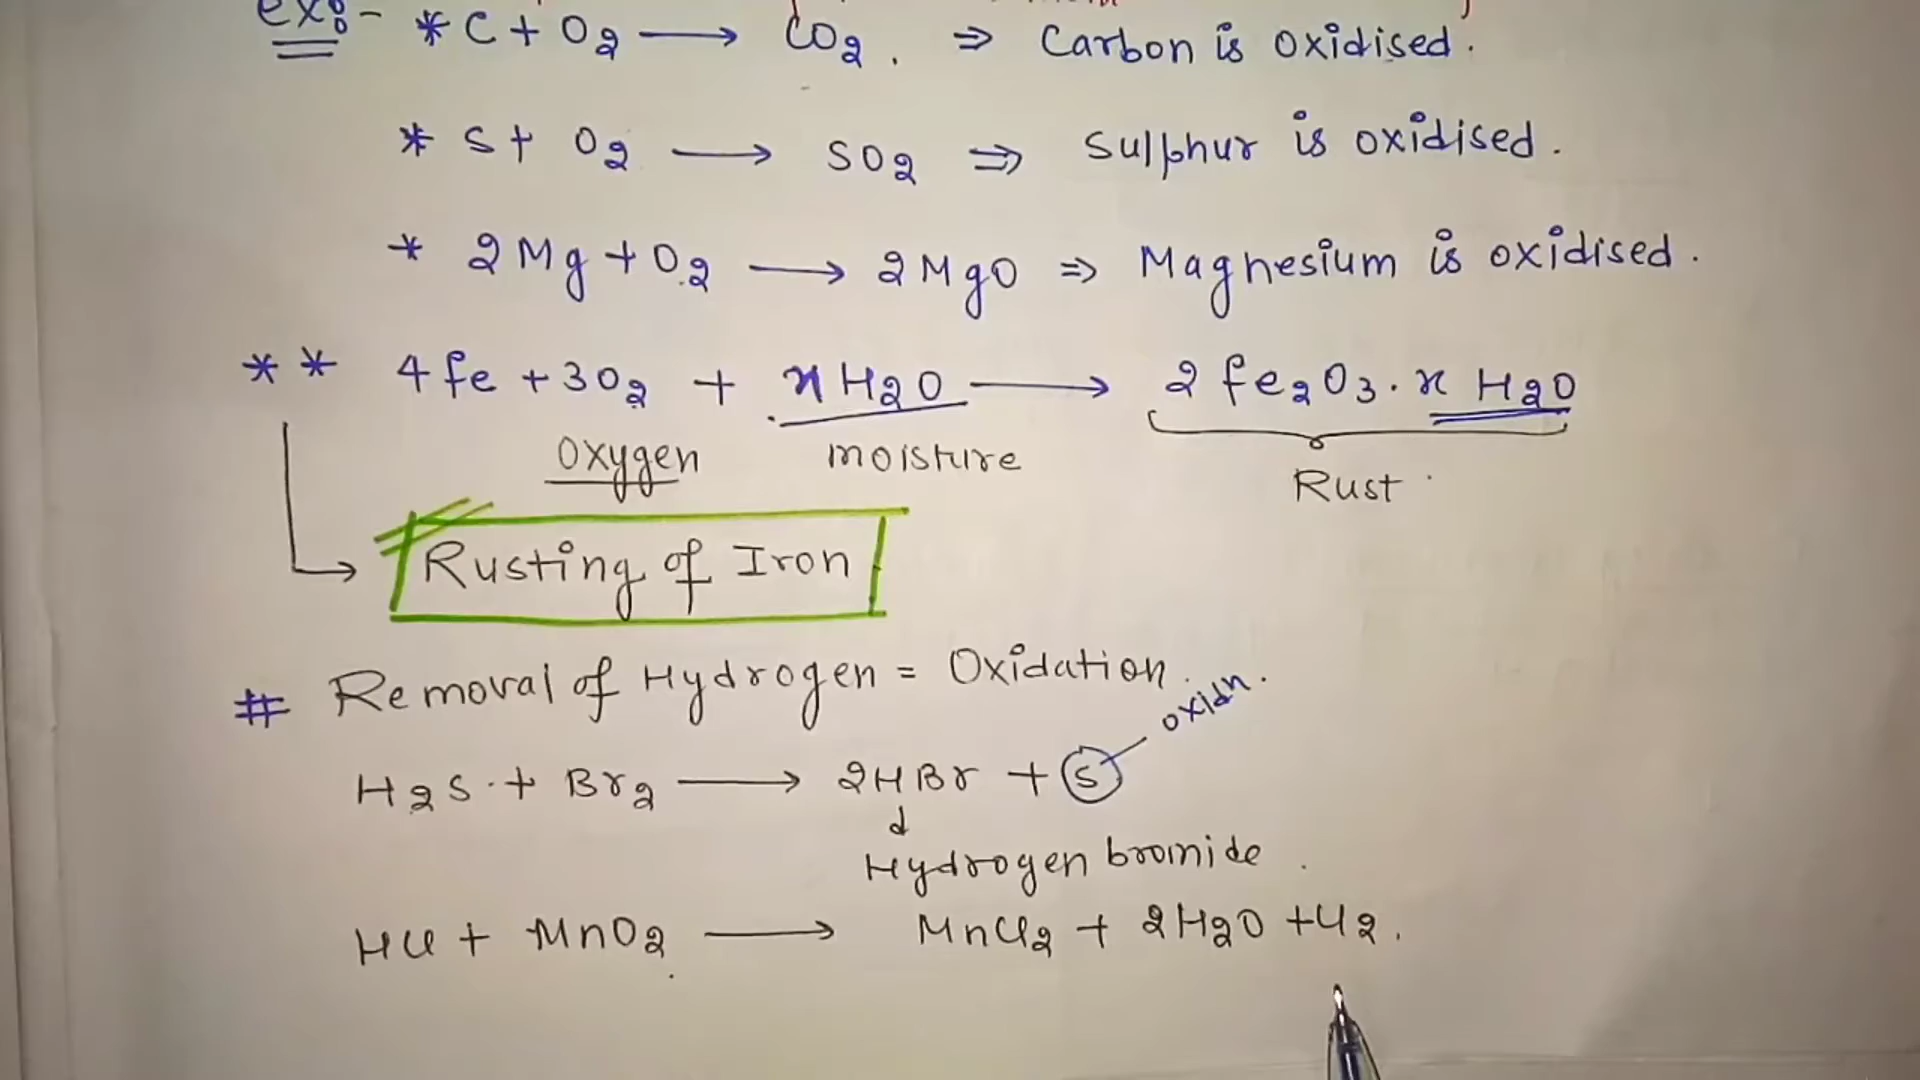 ex:- * C + O2 ⟶ CO2. ⇒ Carbon is oxidised.
* S + O2 ⟶ SO2 ⇒ Sulphur is oxidised.
* 2Mg + O2 ⟶ 2MgO ⇒ Magnesium is oxidised.
** 4fe + 3O2 + xH2O ⟶ 2fe2O3.x H2O
Oxygen moisture Rust
Rusting of Iron
# Removal of Hydrogen = Oxidation.
oxidn.
H2S + Br2 ⟶ 2HBr + S
Hydrogen bromide.
HCl + MnO2 ⟶ MnCl2 + 2H2O + Cl2.